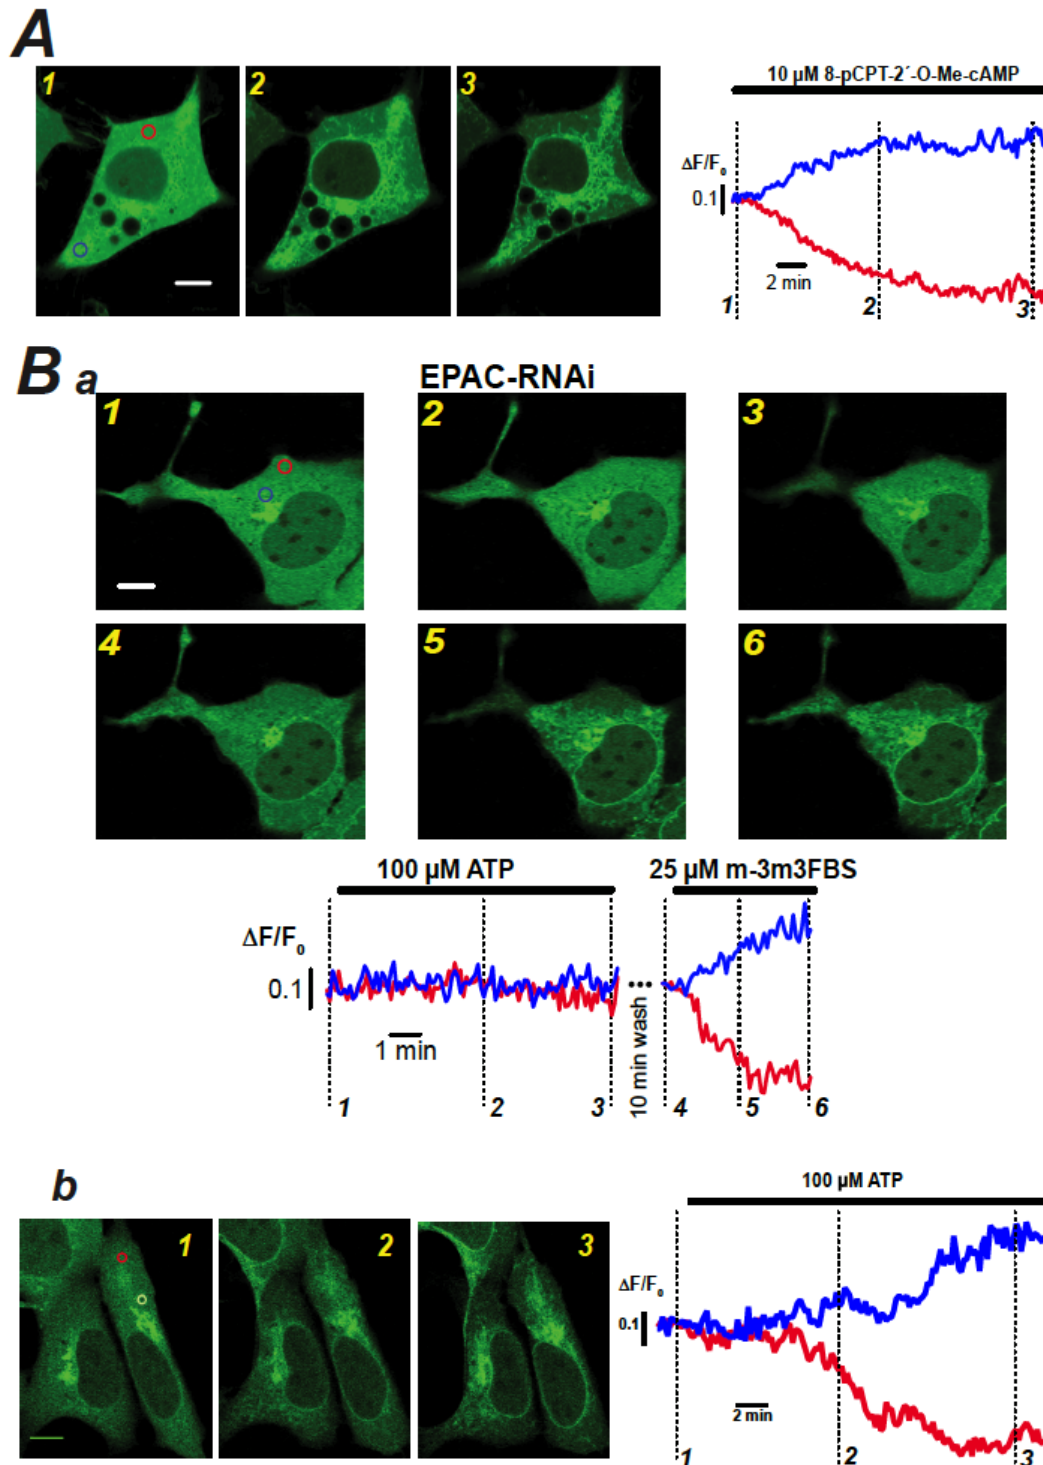 A
1 2 3
10 µM 8-pCPT-2´-O-Me-cAMP
ΔF/F₀
0.1
2 min
1 2 3
B a
EPAC-RNAi
1 2 3
4 5 6
100 µM ATP 25 µM m-3m3FBS
ΔF/F₀
0.1
1 min
10 min wash
1 2 3 4 5 6
b
1 2 3
100 µM ATP
ΔF/F₀
0.1
2 min
1 2 3